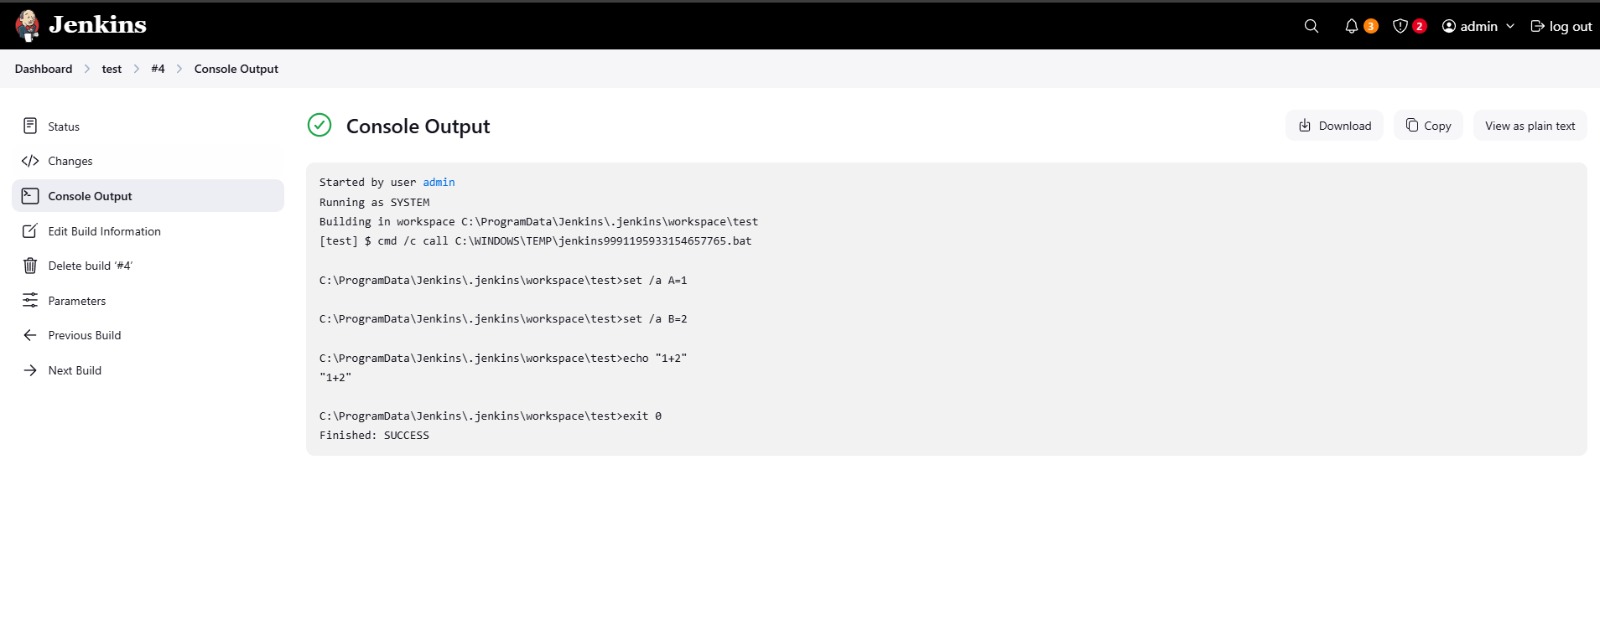 Jenkins
3
2
admin
log out
Dashboard > test > #4 > Console Output
Status
Changes
Console Output
Edit Build Information
Delete build ‘#4’
Parameters
Previous Build
Next Build
Console Output
Download
Copy
View as plain text
Started by user admin
Running as SYSTEM
Building in workspace C:\ProgramData\Jenkins\.jenkins\workspace\test
[test] $ cmd /c call C:\WINDOWS\TEMP\jenkins9991195933154657765.bat
C:\ProgramData\Jenkins\.jenkins\workspace\test>set /a A=1
C:\ProgramData\Jenkins\.jenkins\workspace\test>set /a B=2
C:\ProgramData\Jenkins\.jenkins\workspace\test>echo "1+2"
"1+2"
C:\ProgramData\Jenkins\.jenkins\workspace\test>exit 0
Finished: SUCCESS